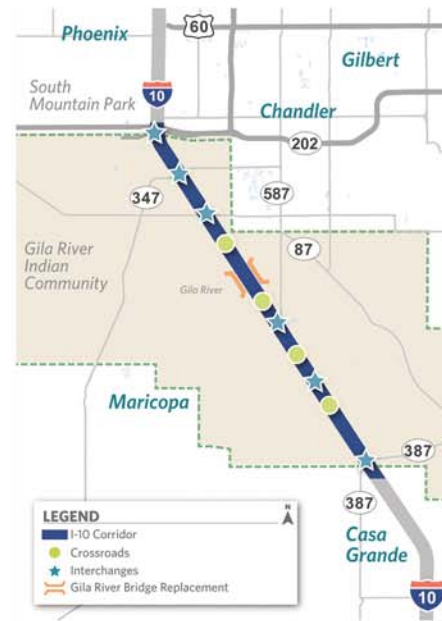 Phoenix
60
Gilbert
South
Mountain Park
10
Chandler
202
347
587
87
Gila River
Indian
Community
Gila River
Maricopa
387
387
Casa
Grande
10
LEGEND
N
I-10 Corridor
Crossroads
Interchanges
Gila River Bridge Replacement